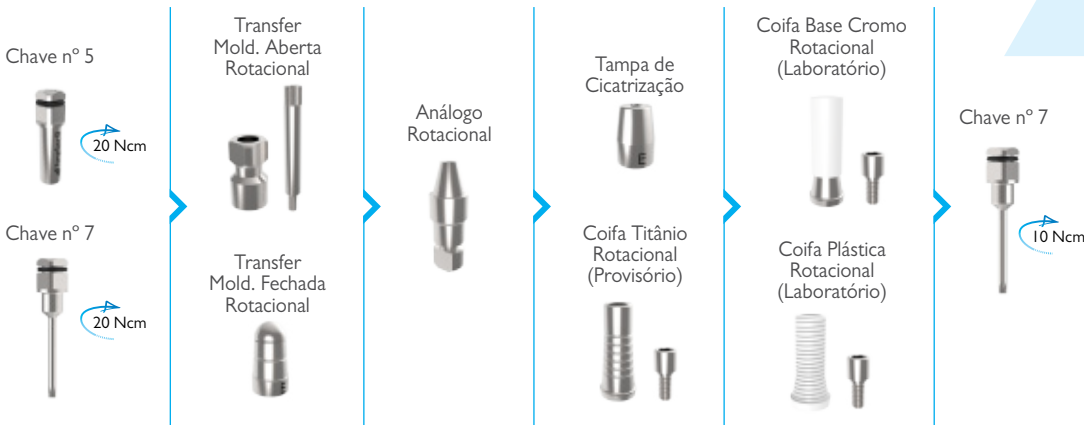 Chave nº 5
20 Ncm
Chave nº 7
20 Ncm
Transfer
Mold. Aberta
Rotacional
Transfer
Mold. Fechada
Rotacional
Análogo
Rotacional
Tampa de
Cicatrização
E
Coifa Titânio
Rotacional
(Provisório)
Coifa Base Cromo
Rotacional
(Laboratório)
Coifa Plástica
Rotacional
(Laboratório)
Chave nº 7
10 Ncm